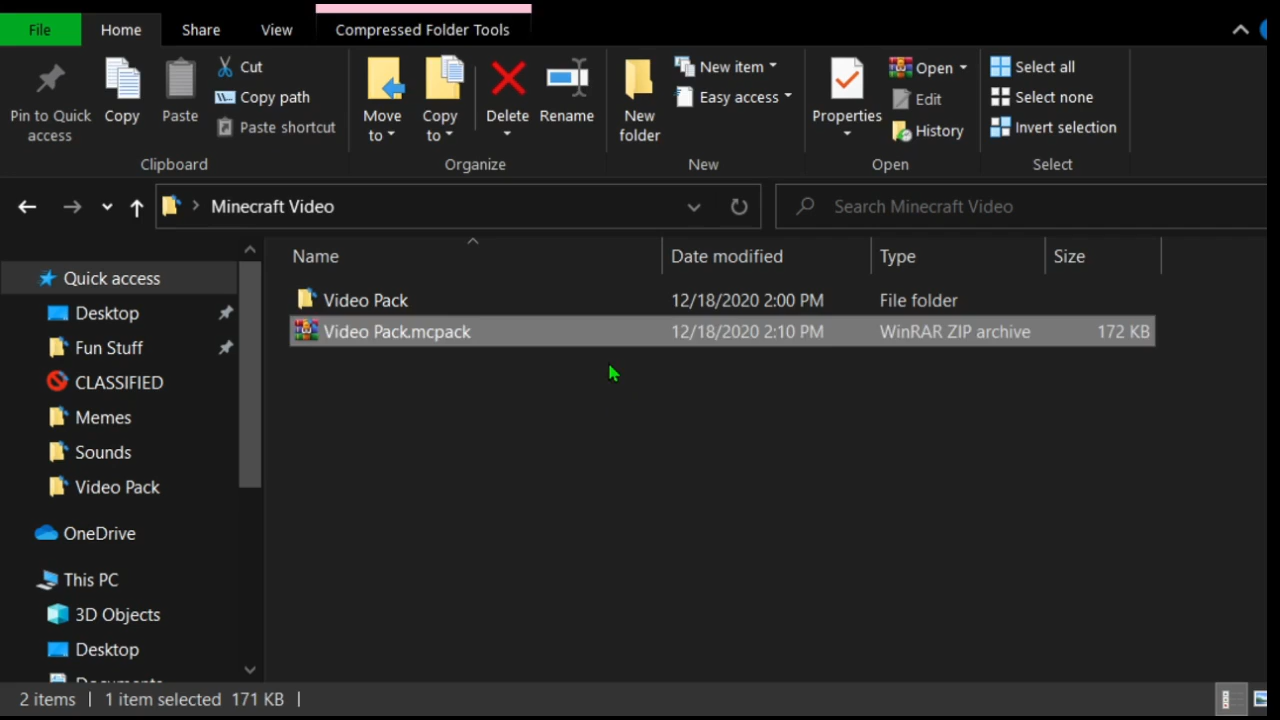 File Home Share View Compressed Folder Tools
Pin to Quick access
Copy
Paste
Cut
Copy path
Paste shortcut
Clipboard
Move to
Copy to
Delete
Rename
Organize
New folder
New item
Easy access
New
Properties
Open
Edit
History
Open
Select all
Select none
Invert selection
Select
Minecraft Video
Search Minecraft Video
Name Date modified Type Size
Video Pack 12/18/2020 2:00 PM File folder
Video Pack.mcpack 12/18/2020 2:10 PM WinRAR ZIP archive 172 KB
Quick access
Desktop
Fun Stuff
CLASSIFIED
Memes
Sounds
Video Pack
OneDrive
This PC
3D Objects
Desktop
Documents
2 items 1 item selected 171 KB